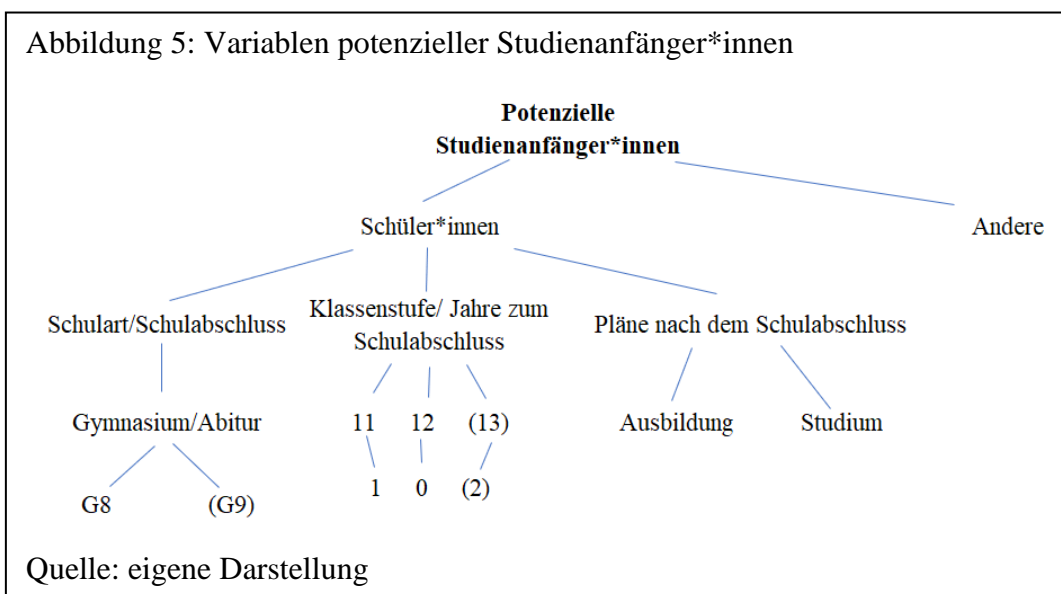 Abbildung 5: Variablen potenzieller Studienanfänger*innen
Potenzielle
Studienanfänger*innen
Schüler*innen
Andere
Schulart/Schulabschluss
Klassenstufe/ Jahre zum
Schulabschluss
Pläne nach dem Schulabschluss
Gymnasium/Abitur
11 12 (13)
Ausbildung Studium
G8 (G9)
1 0 (2)
Quelle: eigene Darstellung